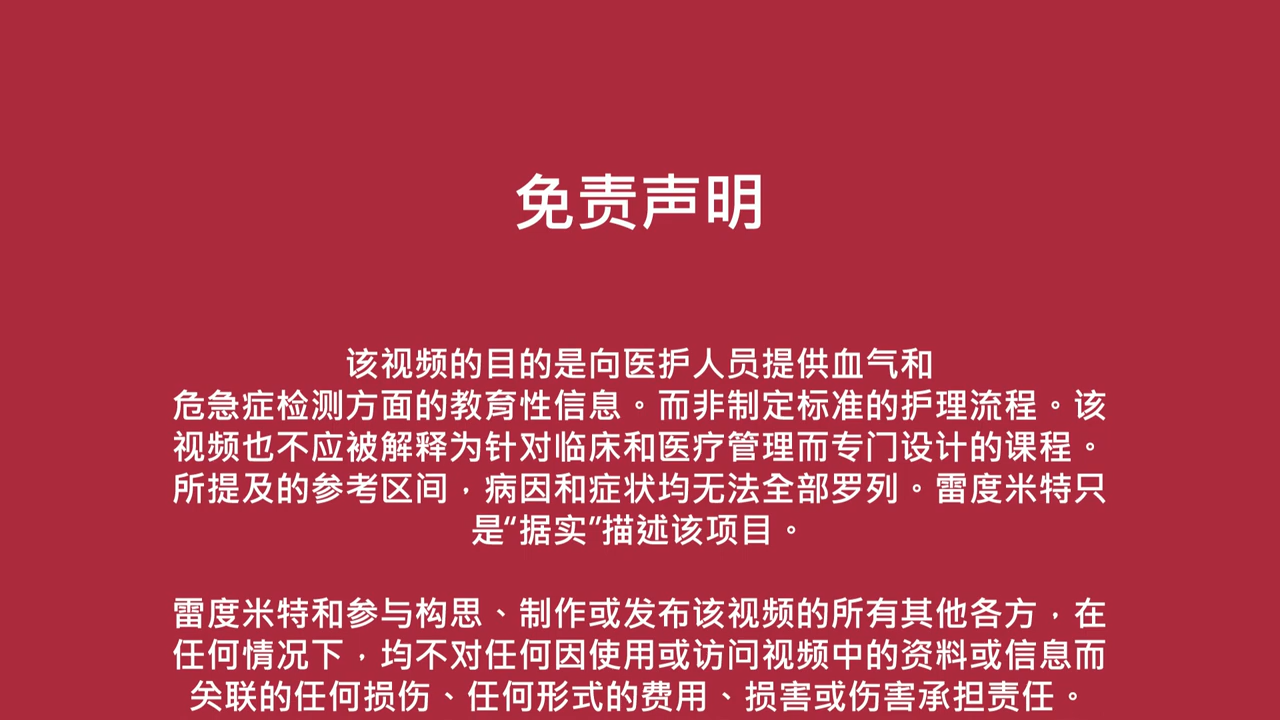 免责声明
该视频的目的是向医护人员提供血气和
危急症检测方面的教育性信息。而非制定标准的护理流程。该
视频也不应被解释为针对临床和医疗管理而专门设计的课程。
所提及的参考区间，病因和症状均无法全部罗列。雷度米特只
是“据实”描述该项目。
雷度米特和参与构思、制作或发布该视频的所有其他各方，在
任何情况下，均不对任何因使用或访问视频中的资料或信息而
关联的任何损伤、任何形式的费用、损害或伤害承担责任。